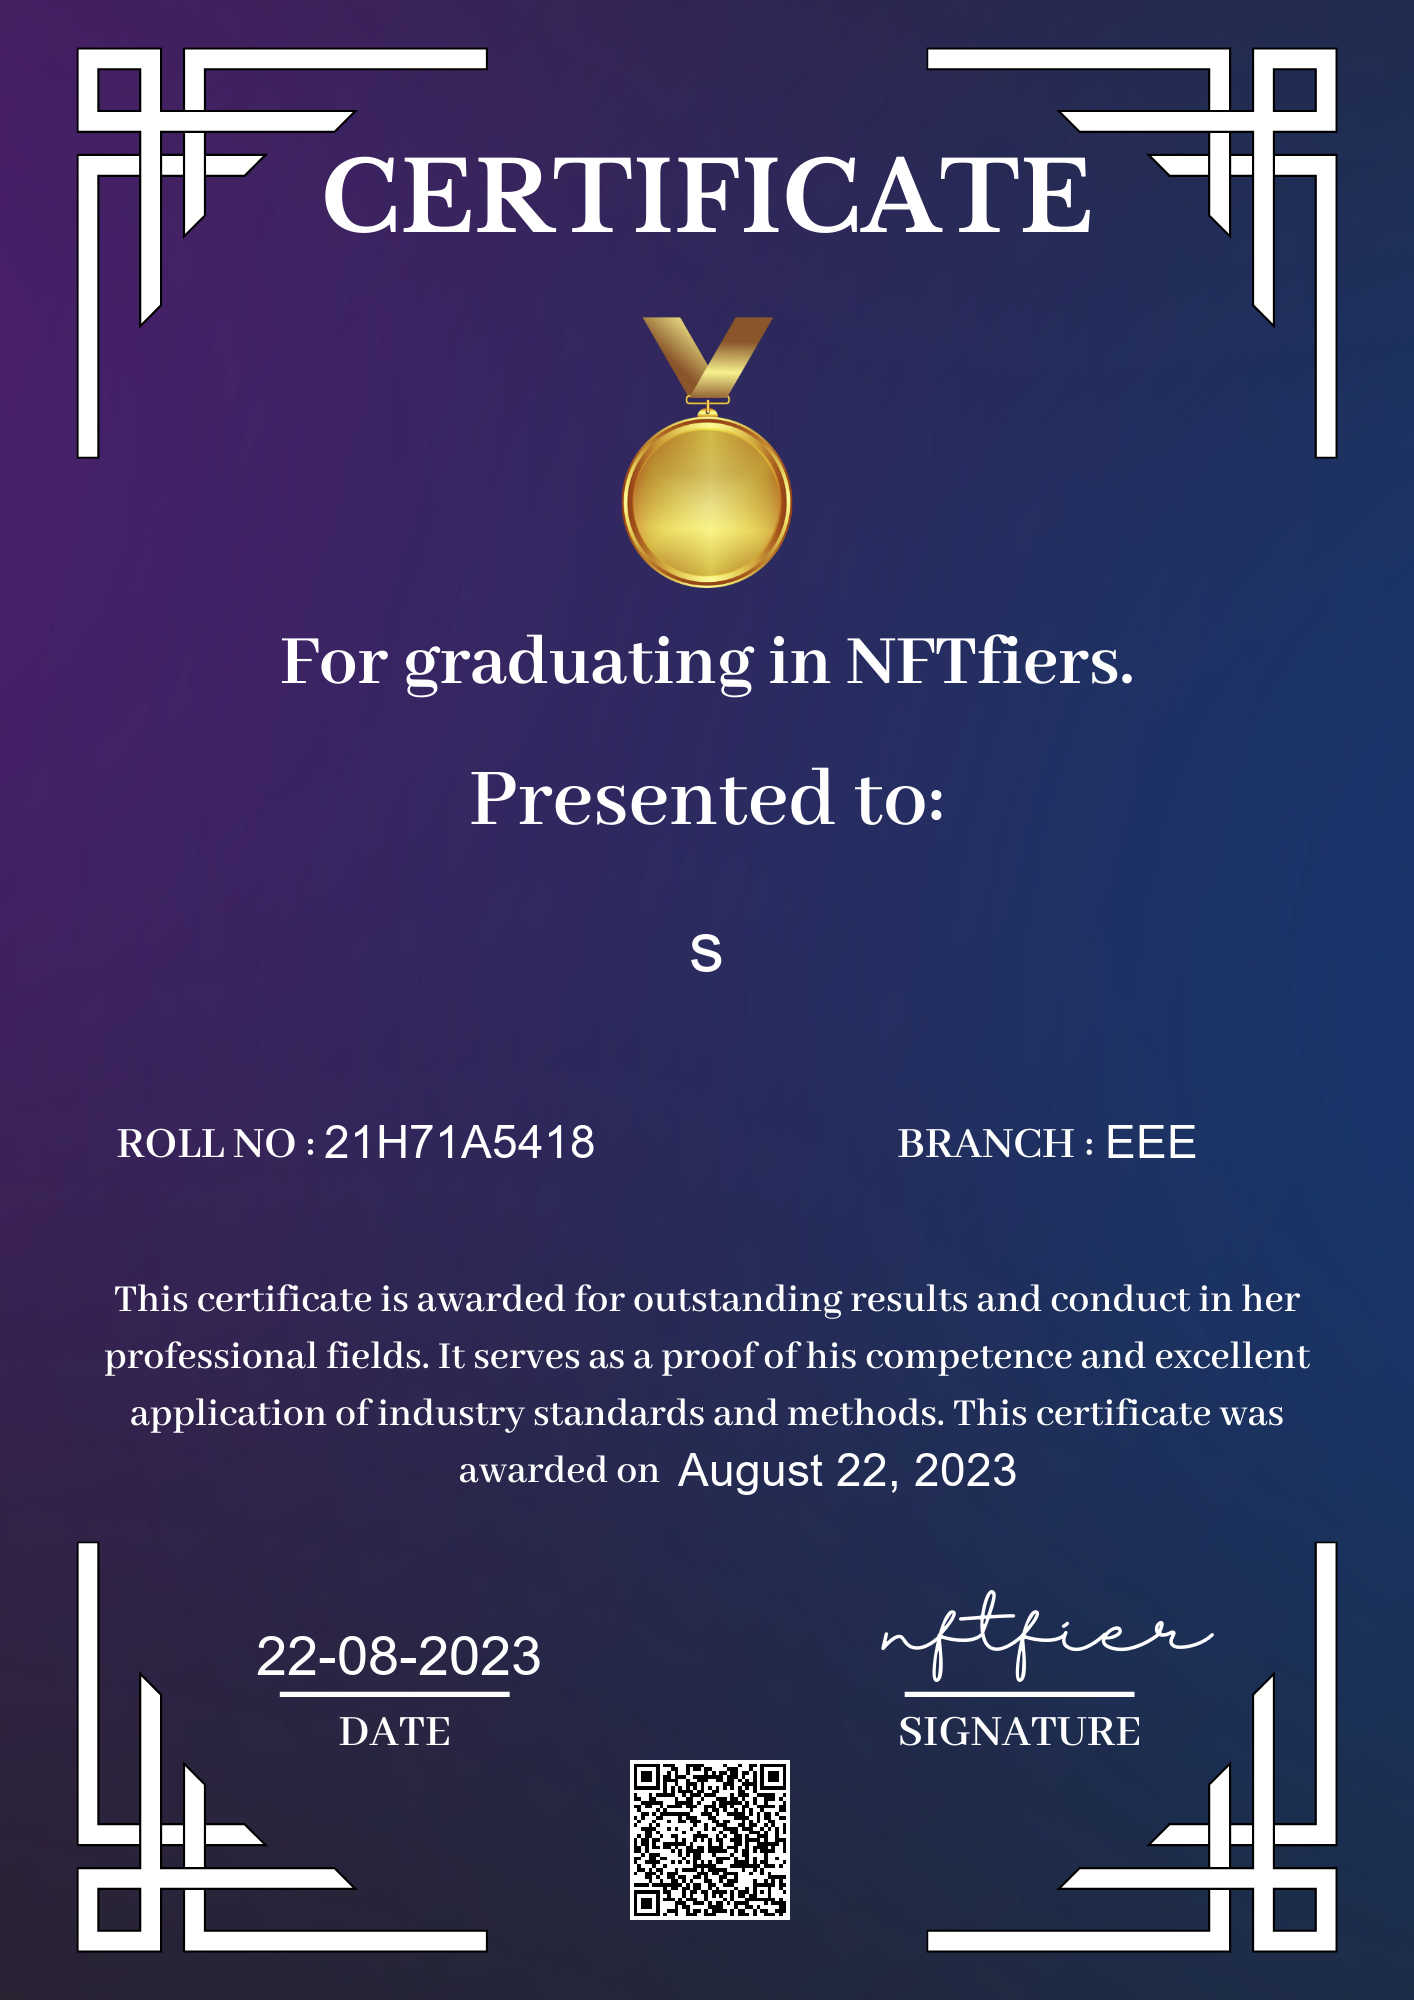 CERTIFICATE
For graduating in NFTfiers.
Presented to:
s
ROLL NO : 21H71A5418
BRANCH : EEE
This certificate is awarded for outstanding results and conduct in her
professional fields. It serves as a proof of his competence and excellent
application of industry standards and methods. This certificate was
awarded on August 22, 2023
22-08-2023
nftfier
DATE
SIGNATURE